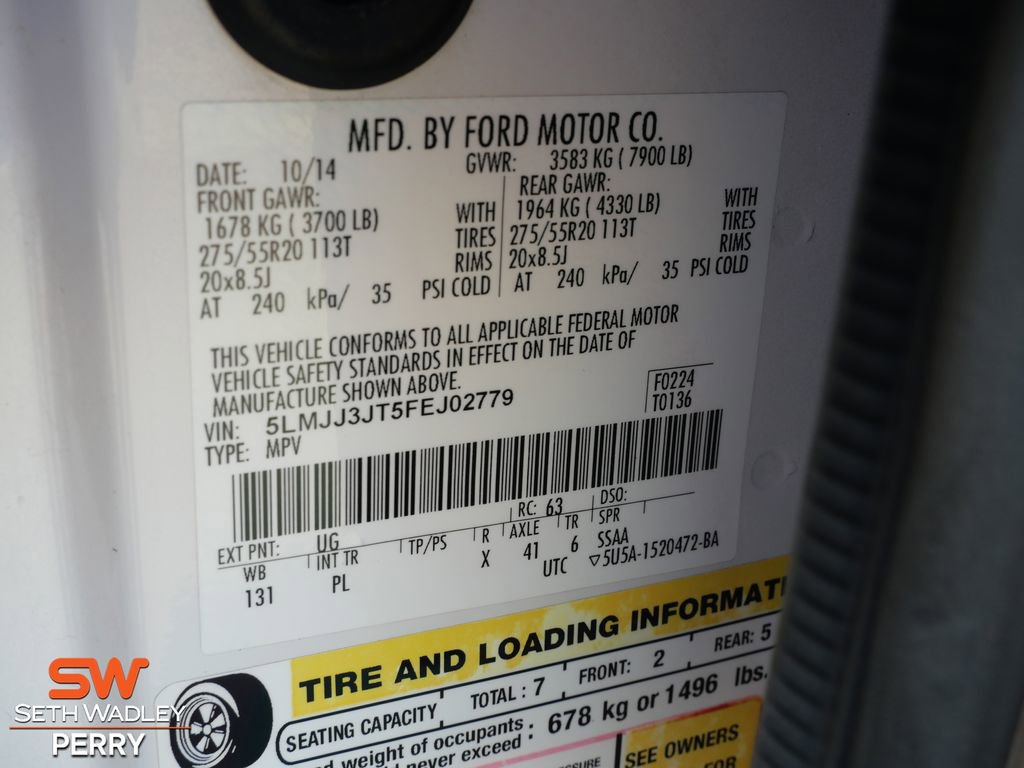 MFD. BY FORD MOTOR CO.
DATE: 10/14 GVWR: 3583 KG ( 7900 LB)
FRONT GAWR: REAR GAWR:
1678 KG ( 3700 LB) WITH 1964 KG ( 4330 LB) WITH
275/55R20 113T TIRES 275/55R20 113T TIRES
20x8.5J RIMS 20x8.5J RIMS
AT 240 kPa/ 35 PSI COLD AT 240 kPa/ 35 PSI COLD
THIS VEHICLE CONFORMS TO ALL APPLICABLE FEDERAL MOTOR
VEHICLE SAFETY STANDARDS IN EFFECT ON THE DATE OF
MANUFACTURE SHOWN ABOVE.
VIN: 5LMJJ3JT5FEJ02779 F0224
TYPE: MPV T0136
EXT PNT: UG RC: 63 DSO:
WB INT TR TP/PS R AXLE TR SPR
131 PL X 41 6 SSAA
UTC ▽5U5A-1520472-BA
TIRE AND LOADING INFORMATI
SEATING CAPACITY TOTAL : 7 FRONT: 2 REAR: 5
d weight of occupants 678 kg or 1496 lbs.
never exceed :
SSURE SEE OWNERS
FOR
SW
SETH WADLEY
PERRY